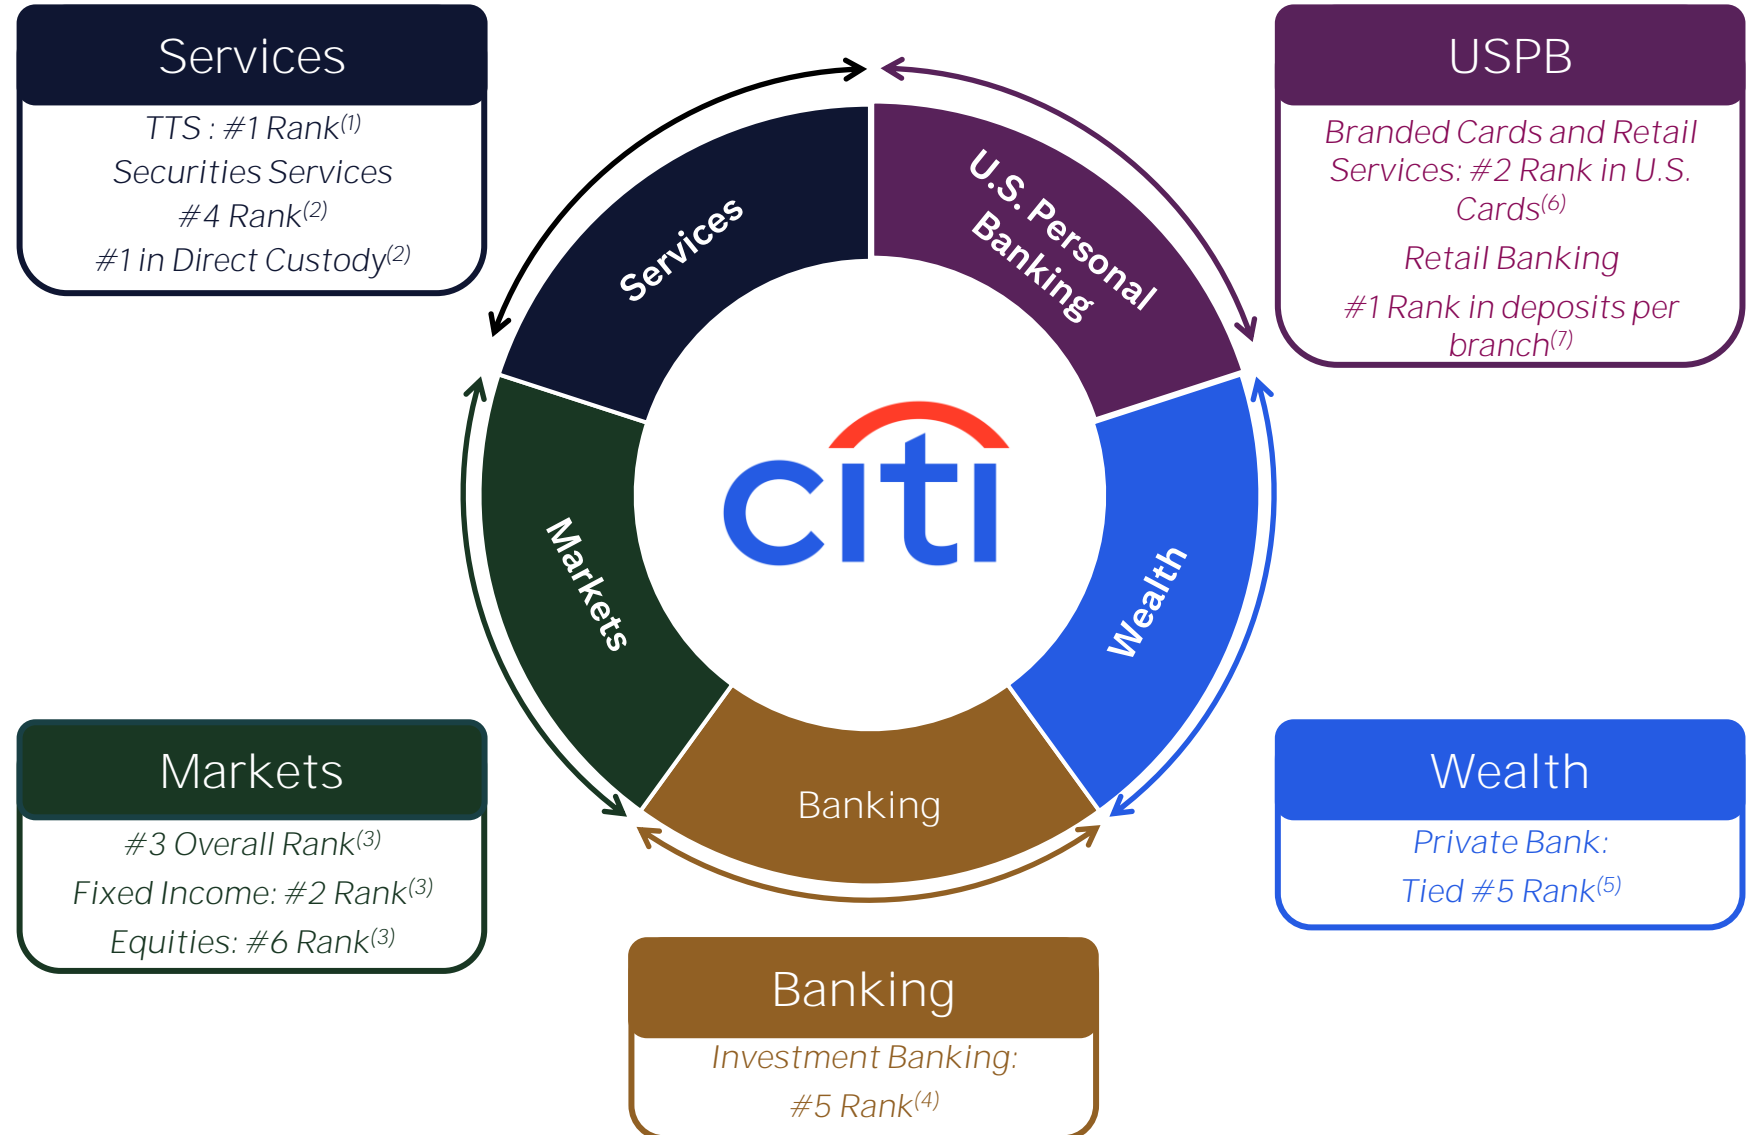 Services
TTS : #1 Rank(1)
Securities Services
#4 Rank(2)
#1 in Direct Custody(2)
USPB
Branded Cards and Retail
Services: #2 Rank in U.S.
Cards(6)
Retail Banking
#1 Rank in deposits per
branch(7)
Services
U.S. Personal
Banking
citi
Markets
Wealth
Banking
Markets
#3 Overall Rank(3)
Fixed Income: #2 Rank(3)
Equities: #6 Rank(3)
Wealth
Private Bank:
Tied #5 Rank(5)
Banking
Investment Banking:
#5 Rank(4)